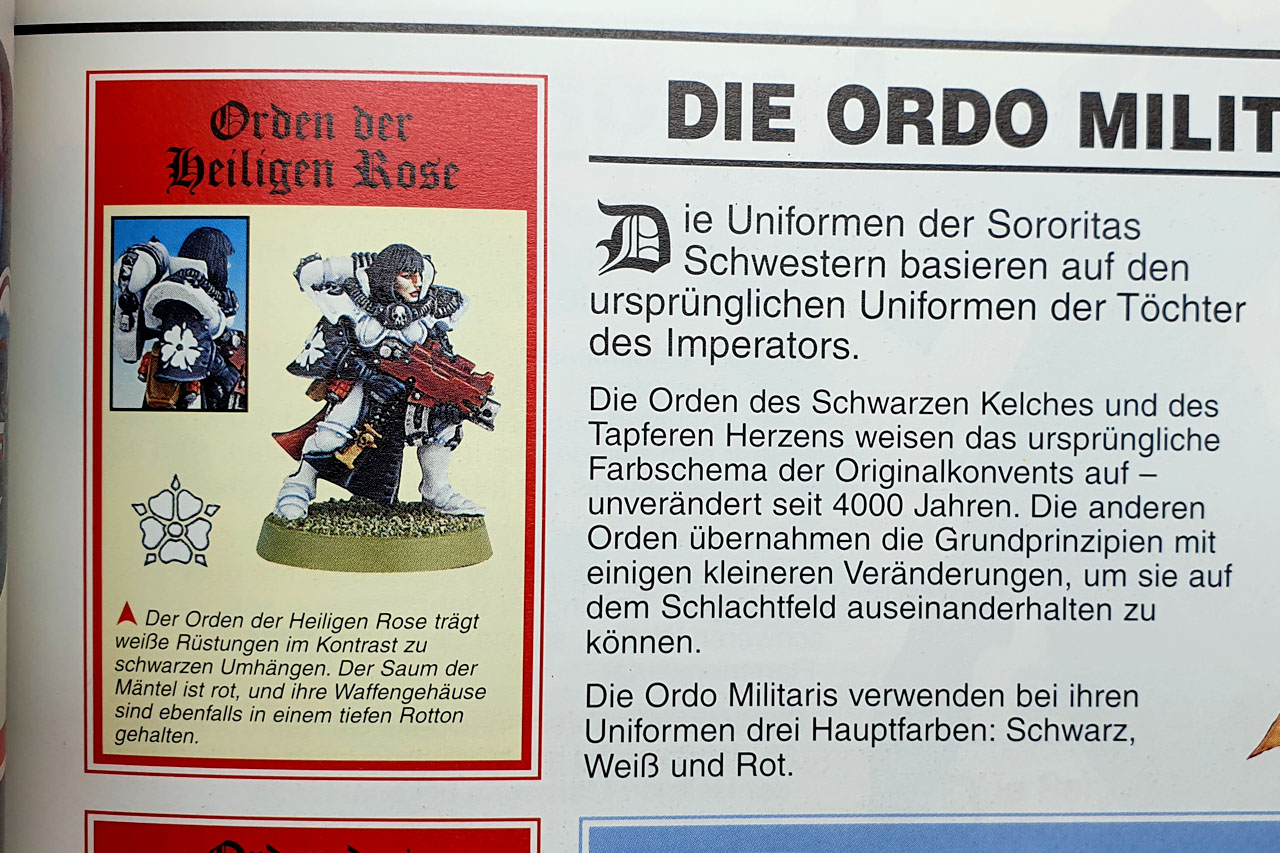 Orden der
Heiligen Rose
Der Orden der Heiligen Rose trägt
weiße Rüstungen im Kontrast zu
schwarzen Umhängen. Der Saum der
Mäntel ist rot, und ihre Waffengehäuse
sind ebenfalls in einem tiefen Rotton
gehalten.
DIE ORDO MILIT
Die Uniformen der Sororitas
Schwestern basieren auf den
ursprünglichen Uniformen der Töchter
des Imperators.
Die Orden des Schwarzen Kelches und des
Tapferen Herzens weisen das ursprüngliche
Farbschema der Originalkonvents auf –
unverändert seit 4000 Jahren. Die anderen
Orden übernahmen die Grundprinzipien mit
einigen kleineren Veränderungen, um sie auf
dem Schlachtfeld auseinanderhalten zu
können.
Die Ordo Militaris verwenden bei ihren
Uniformen drei Hauptfarben: Schwarz,
Weiß und Rot.